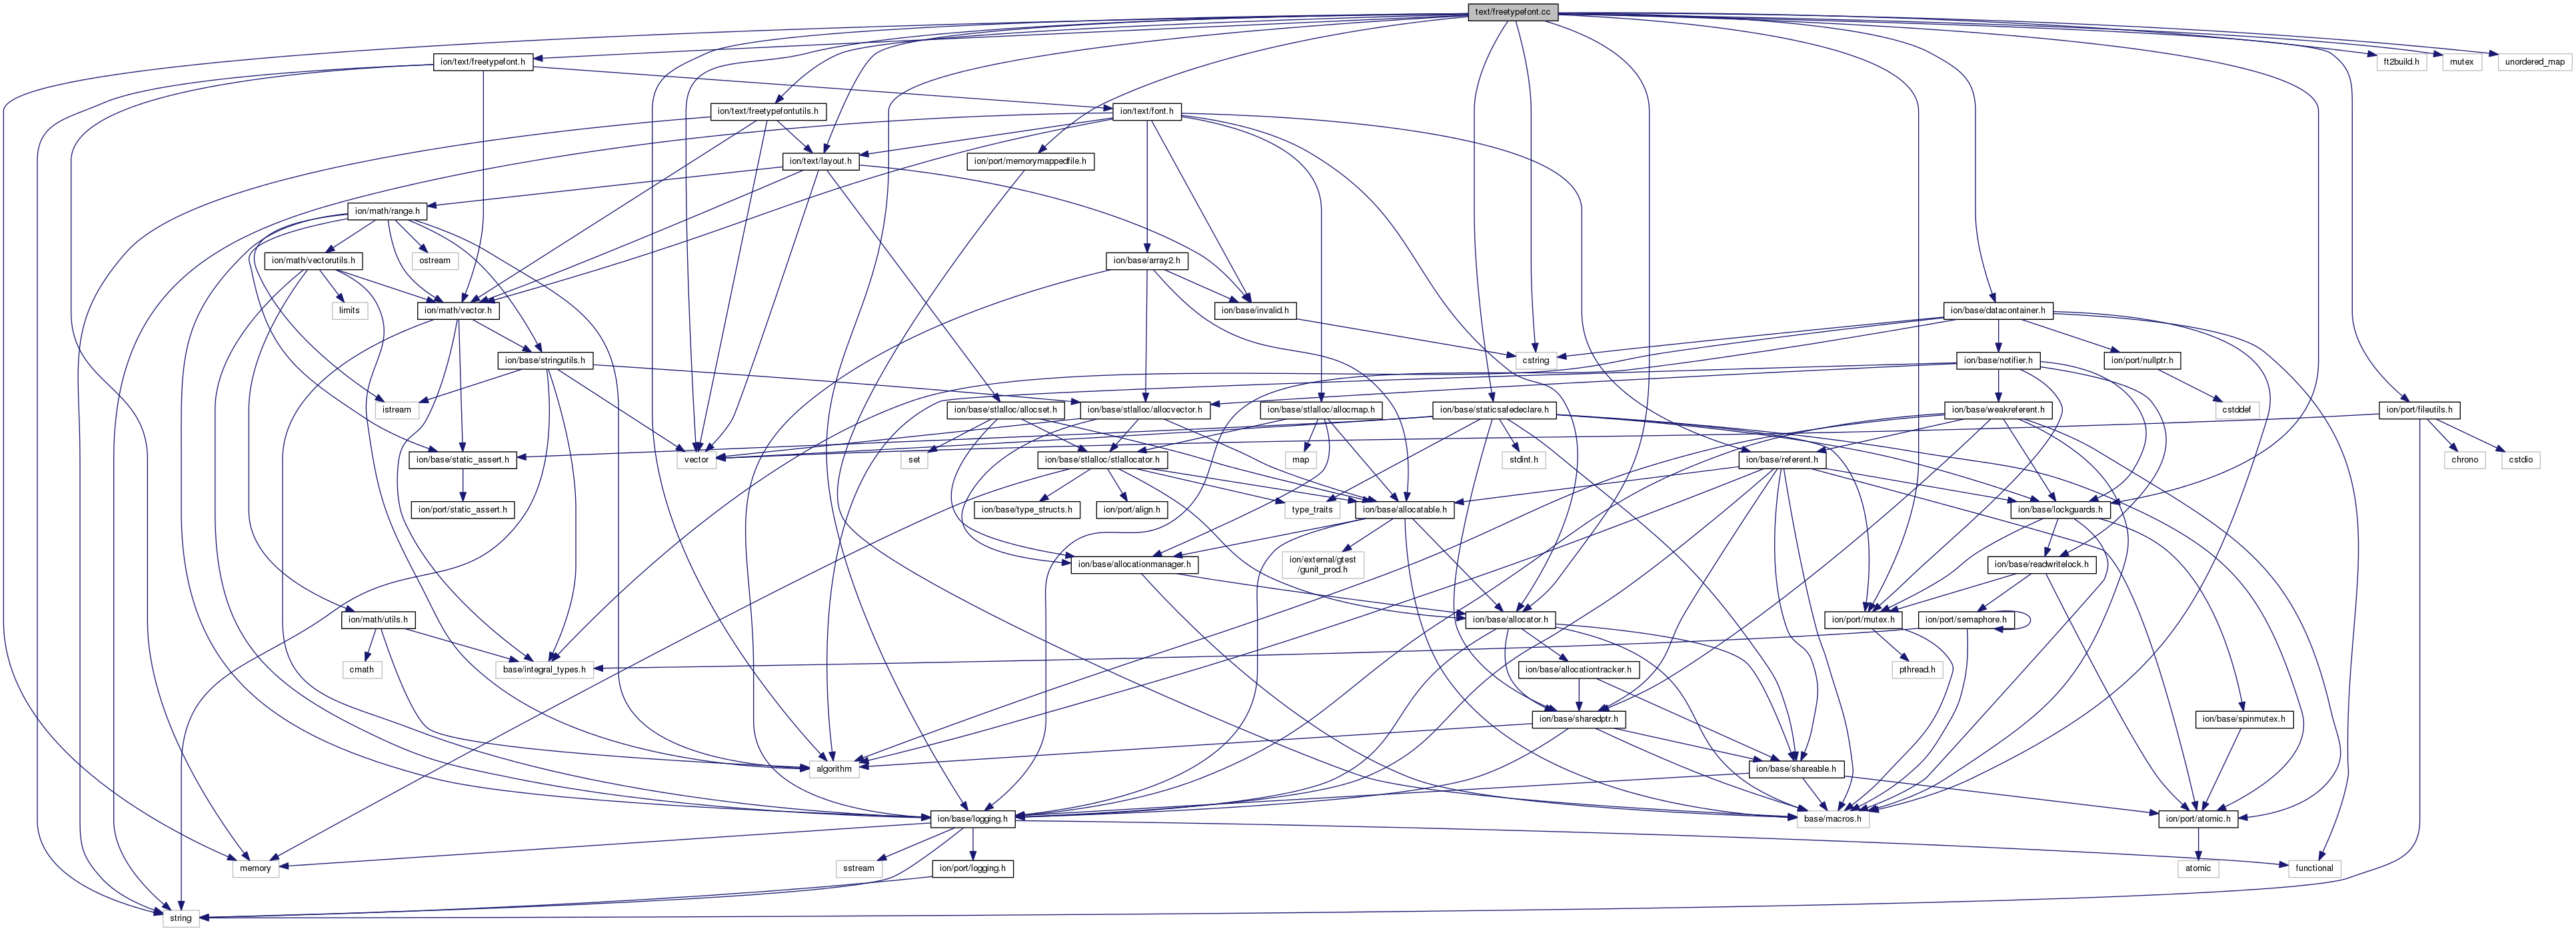 text/freetypefont.cc
ion/text/freetypefont.h
ft2build.h
mutex
unordered_map
ion/text/freetypefontutils.h
ion/text/font.h
ion/text/layout.h
ion/port/memorymappedfile.h
ion/math/range.h
ion/math/vectorutils.h
ostream
ion/base/array2.h
limits
ion/math/vector.h
ion/base/invalid.h
ion/base/datacontainer.h
ion/base/stringutils.h
cstring
ion/base/notifier.h
ion/port/nullptr.h
istream
ion/base/stlalloc/allocset.h
ion/base/stlalloc/allocvector.h
ion/base/stlalloc/allocmap.h
ion/base/staticsafedeclare.h
ion/base/weakreferent.h
cstddef
ion/port/fileutils.h
ion/base/static_assert.h
vector
set
ion/base/stlalloc/stlallocator.h
map
stdint.h
ion/base/referent.h
chrono
cstdio
ion/port/static_assert.h
ion/base/type_structs.h
ion/port/align.h
type_traits
ion/base/allocatable.h
ion/base/lockguards.h
ion/base/allocationmanager.h
ion/external/gtest
/gunit_prod.h
ion/base/readwritelock.h
ion/math/utils.h
ion/base/allocator.h
ion/port/mutex.h
ion/port/semaphore.h
cmath
base/integral_types.h
ion/base/allocationtracker.h
pthread.h
ion/base/sharedptr.h
ion/base/spinmutex.h
algorithm
ion/base/shareable.h
ion/base/logging.h
base/macros.h
ion/port/atomic.h
memory
sstream
ion/port/logging.h
atomic
functional
string